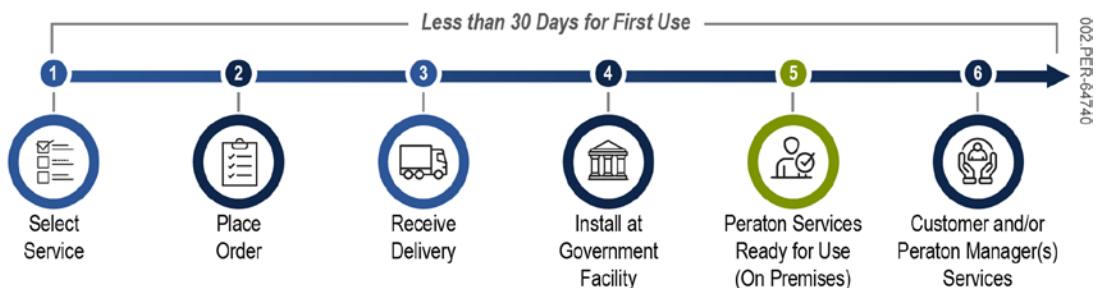 Less than 30 Days for First Use
002.PER-64740
1
2
3
4
5
6
Select
Service
Place
Order
Receive
Delivery
Install at
Government
Facility
Peraton Services
Ready for Use
(On Premises)
Customer and/or
Peraton Manager(s)
Services